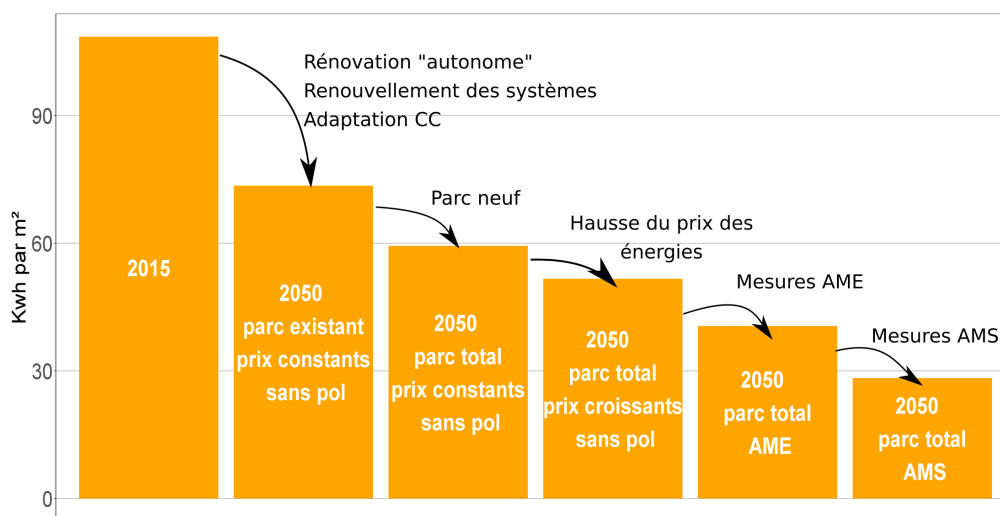 Kwh par m²
90
60
30
0
Rénovation "autonome"
Renouvellement des systèmes
Adaptation CC
Parc neuf
Hausse du prix des
énergies
Mesures AME
Mesures AMS
2015
2050
parc existant
prix constants
sans pol
2050
parc total
prix constants
sans pol
2050
parc total
prix croissants
sans pol
2050
parc total
AME
2050
parc total
AMS